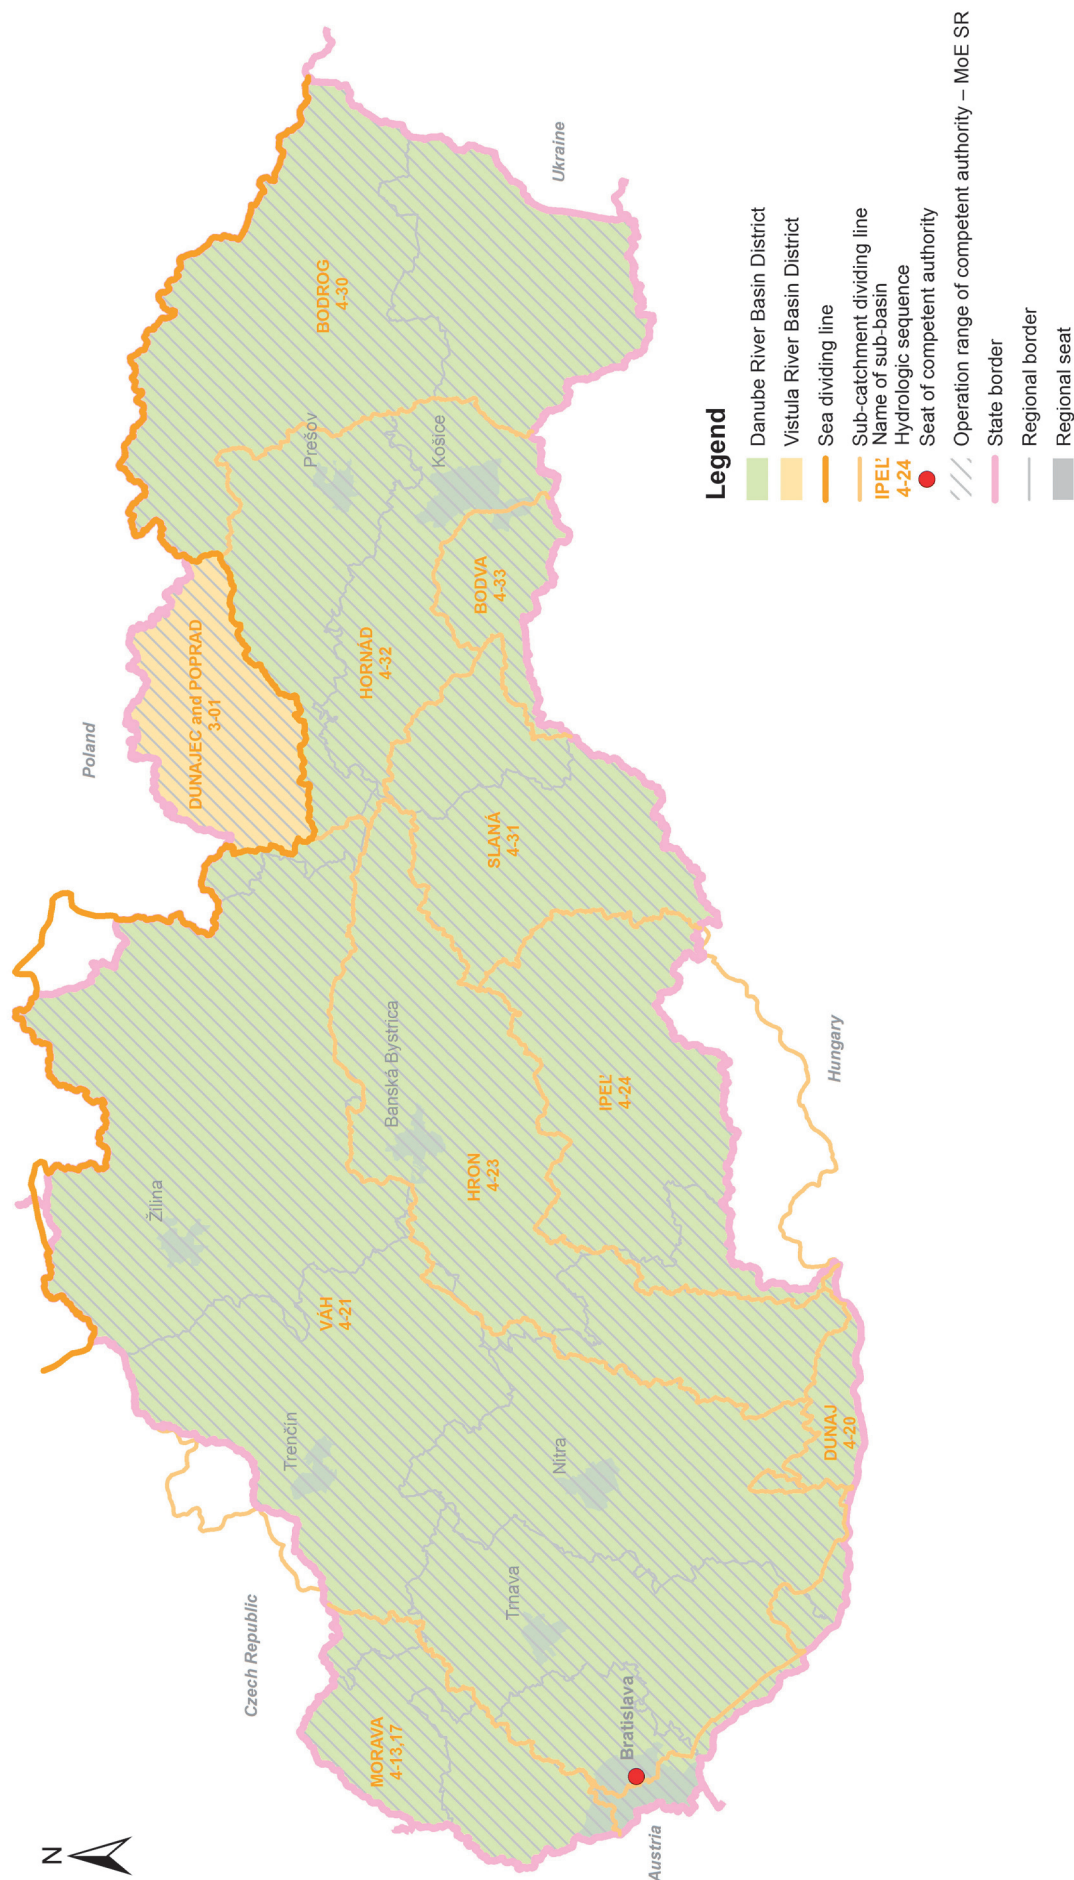 N
Poland
Czech Republic
Austria
Hungary
Ukraine
DUNAJEC and POPRAD
3-01
BODROG
4-30
Prešov
Košice
HORNÁD
4-32
BODVA
4-33
SLANÁ
4-31
Žilina
VÁH
4-21
Banská Bystrica
HRON
4-23
IPEĽ
4-24
Trenčín
Nitra
DUNAJ
4-20
Trnava
MORAVA
4-13,17
Bratislava
Legend
Danube River Basin District
Vistula River Basin District
Sea dividing line
Sub-catchment dividing line
IPEĽ Name of sub-basin
4-24 Hydrologic sequence
Seat of competent authority
Operation range of competent authority – MoE SR
State border
Regional border
Regional seat